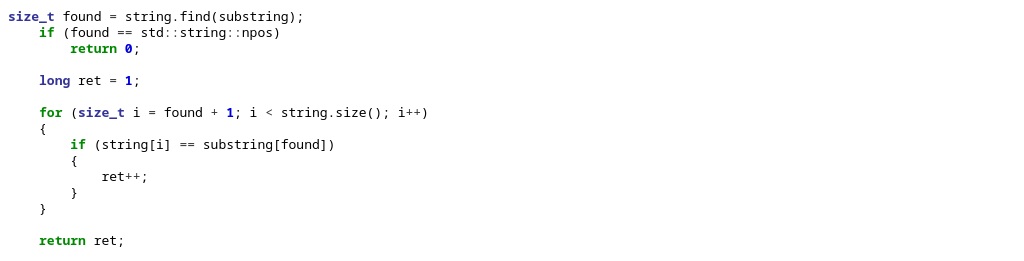 size_t found = string.find(substring);
    if (found == std::string::npos)
        return 0;

    long ret = 1;

    for (size_t i = found + 1; i < string.size(); i++)
    {
        if (string[i] == substring[found])
        {
            ret++;
        }
    }

    return ret;